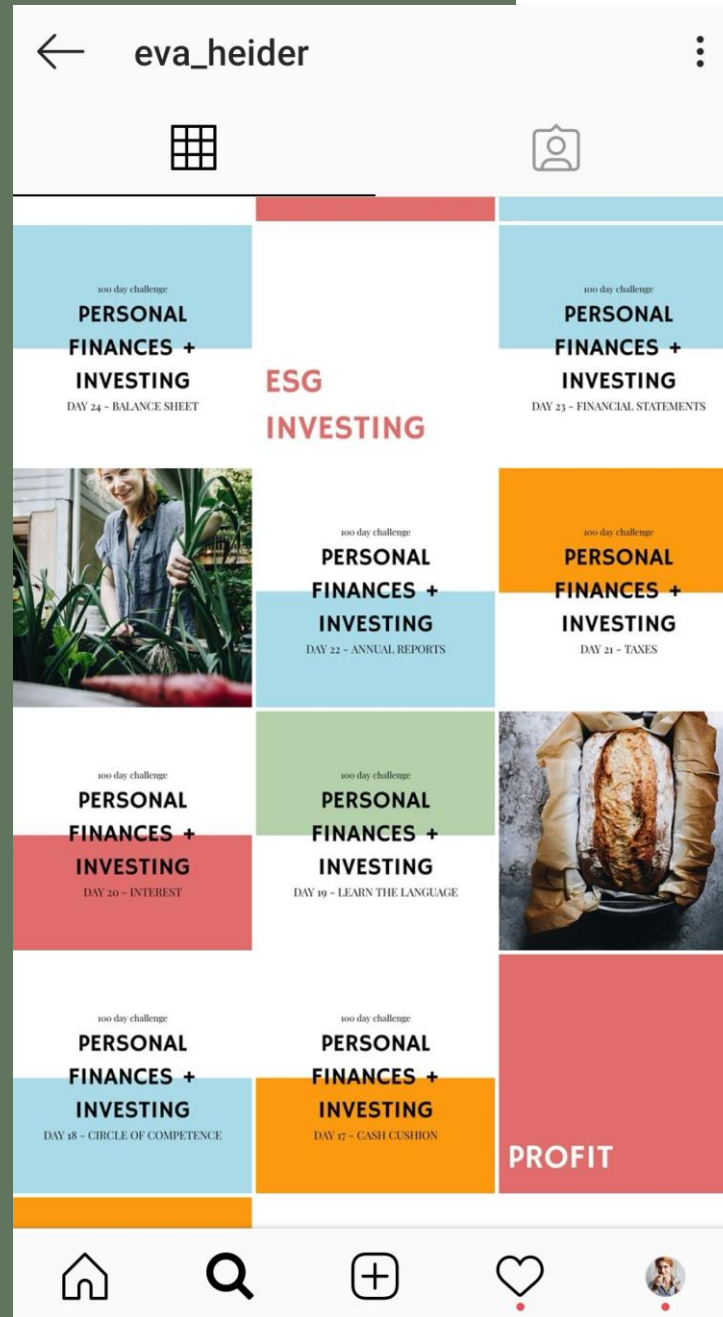 eva_heider
100 day challenge
PERSONAL
FINANCES +
INVESTING
DAY 24 - BALANCE SHEET
ESG
INVESTING
100 day challenge
PERSONAL
FINANCES +
INVESTING
DAY 23 - FINANCIAL STATEMENTS
100 day challenge
PERSONAL
FINANCES +
INVESTING
DAY 22 - ANNUAL REPORTS
100 day challenge
PERSONAL
FINANCES +
INVESTING
DAY 21 - TAXES
100 day challenge
PERSONAL
FINANCES +
INVESTING
DAY 20 - INTEREST
100 day challenge
PERSONAL
FINANCES +
INVESTING
DAY 19 - LEARN THE LANGUAGE
100 day challenge
PERSONAL
FINANCES +
INVESTING
DAY 18 - CIRCLE OF COMPETENCE
100 day challenge
PERSONAL
FINANCES +
INVESTING
DAY 17 - CASH CUSHION
PROFIT